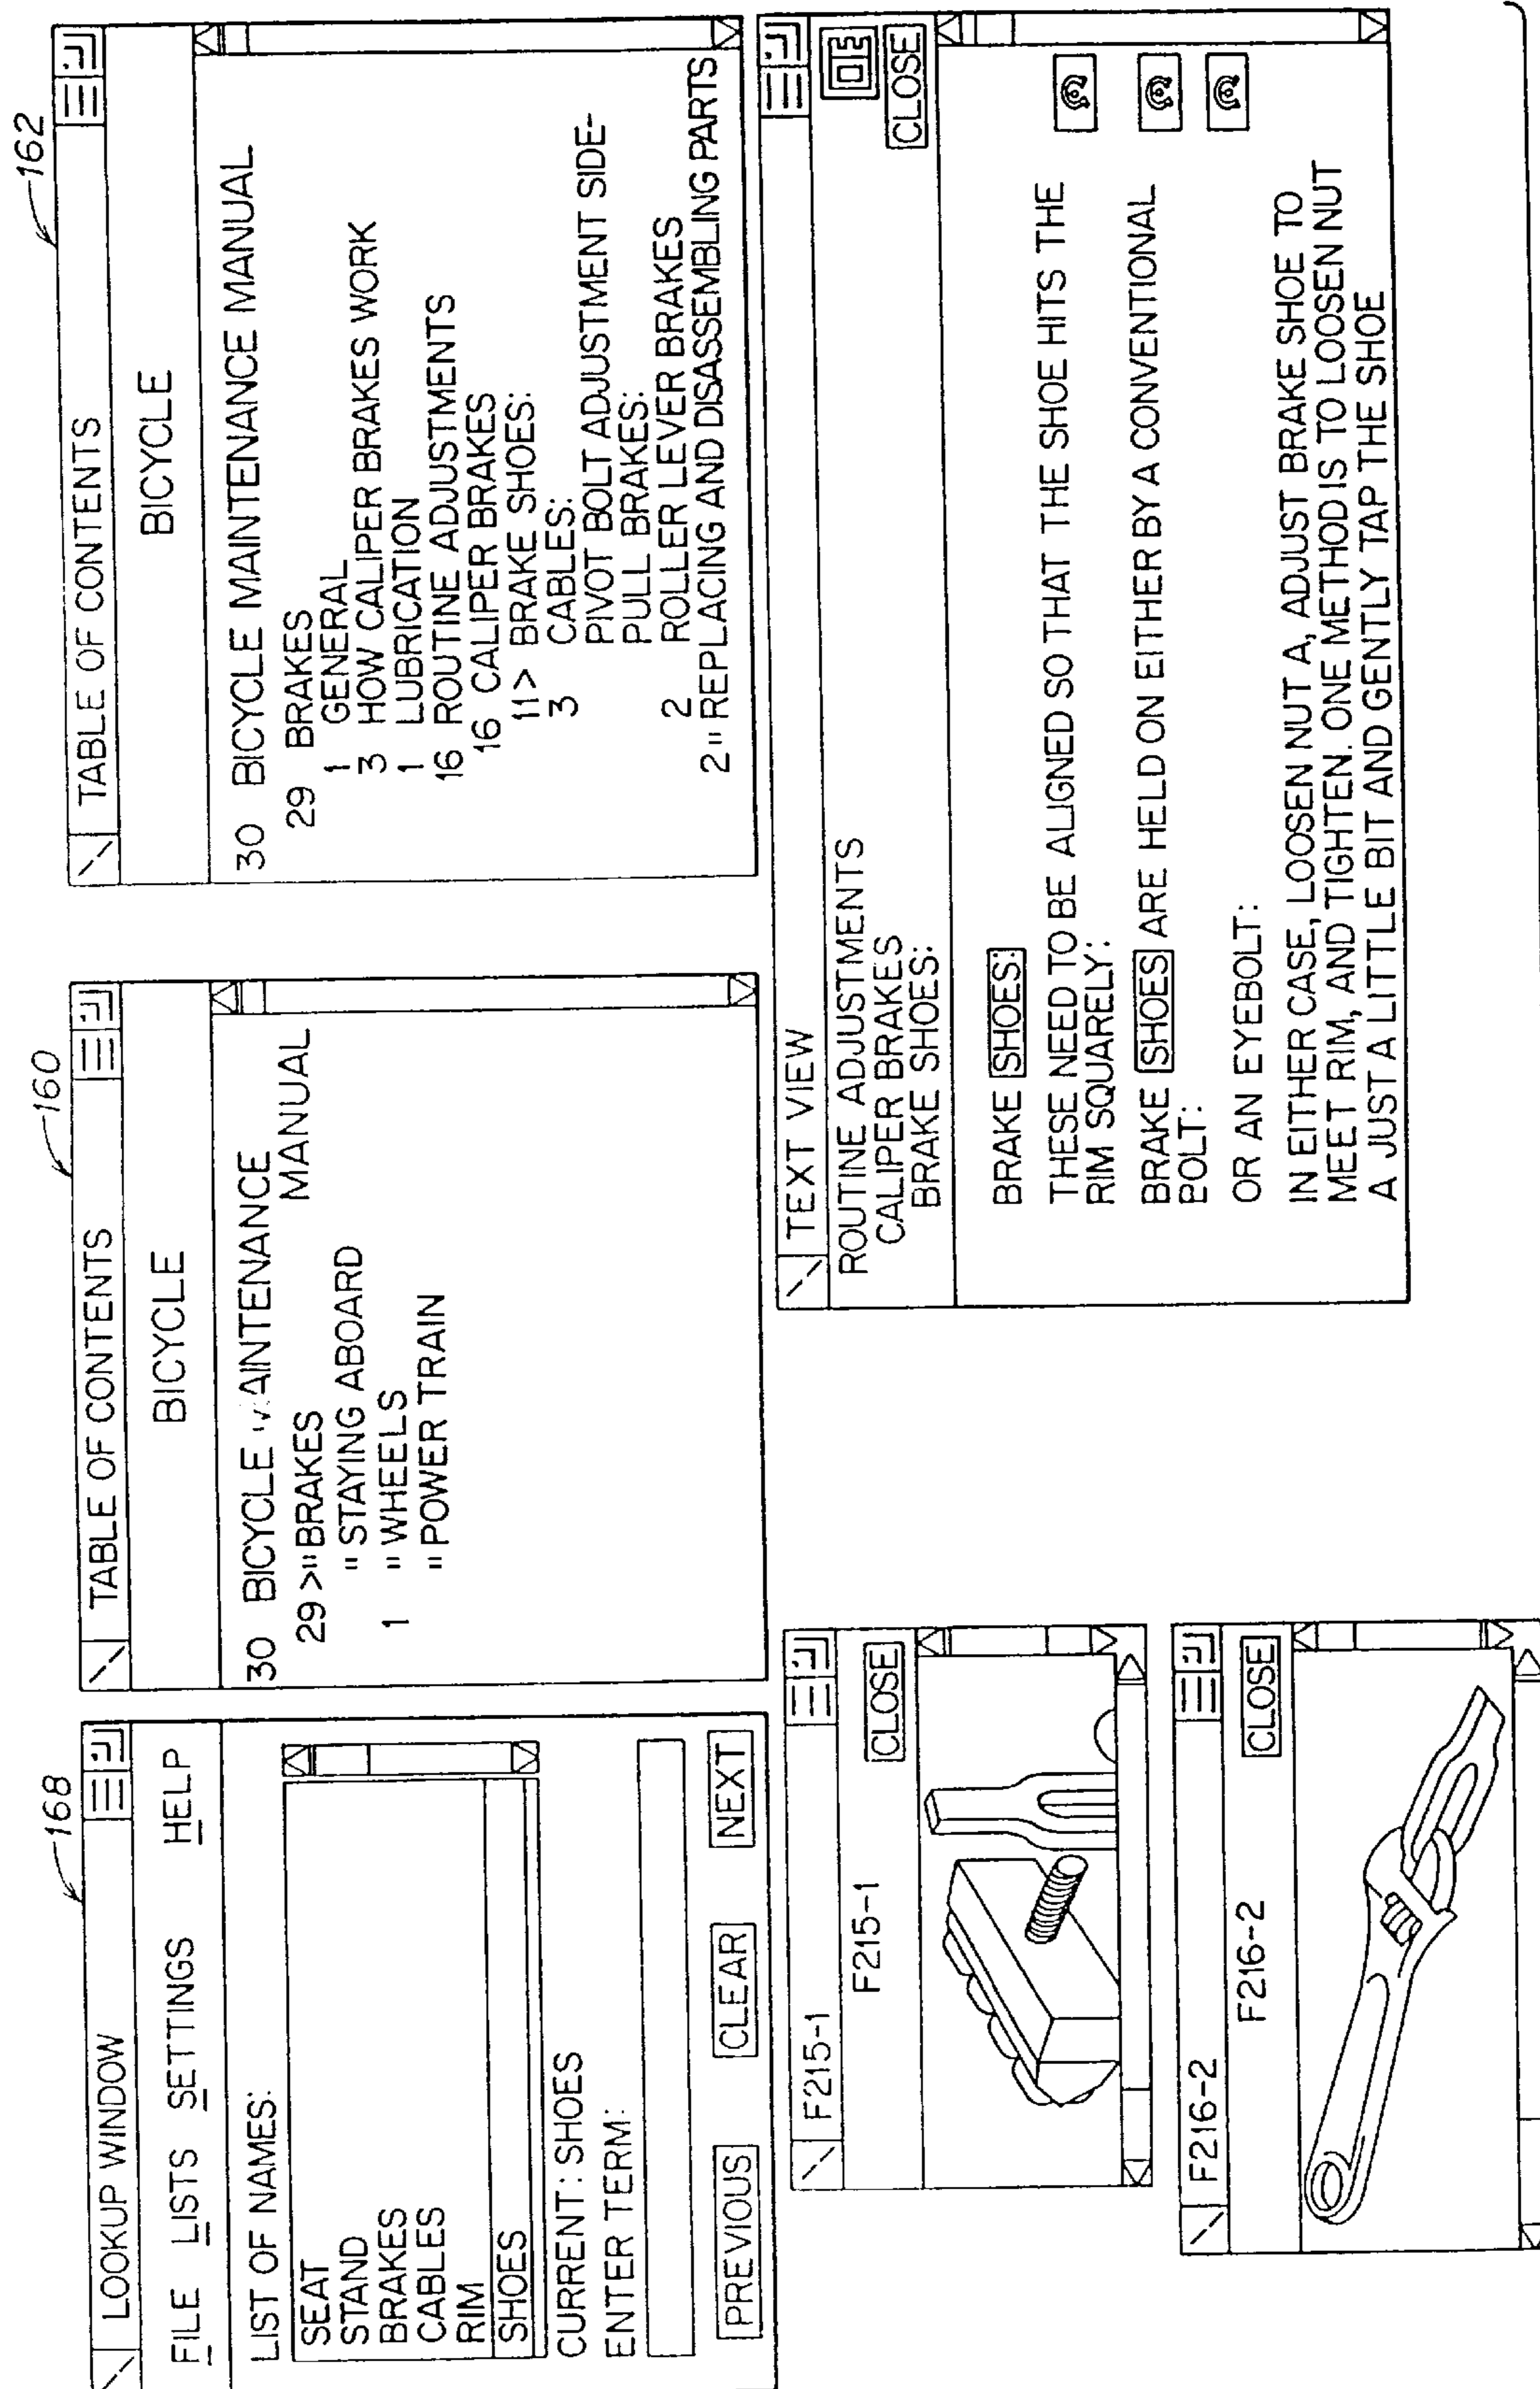 168
LOOKUP WINDOW
FILE LISTS SETTINGS HELP
LIST OF NAMES:
SEAT
STAND
BRAKES
CABLES
RIM
SHOES
CURRENT: SHOES
ENTER TERM:
PREVIOUS CLEAR NEXT
160
TABLE OF CONTENTS
BICYCLE
30 BICYCLE MAINTENANCE
MANUAL
29 >"BRAKES
"STAYING ABOARD
1 "WHEELS
"POWER TRAIN
162
TABLE OF CONTENTS
BICYCLE
30 BICYCLE MAINTENANCE MANUAL
29 BRAKES
1 GENERAL
3 HOW CALIPER BRAKES WORK
1 LUBRICATION
16 ROUTINE ADJUSTMENTS
16 CALIPER BRAKES
11> BRAKE SHOES:
3 CABLES:
PIVOT BOLT ADJUSTMENT SIDE-
PULL BRAKES:
2 ROLLER LEVER BRAKES
2" REPLACING AND DISASSEMBLING PARTS
F215-1
F215-1
CLOSE
F216-2
F216-2
CLOSE
TEXT VIEW
ROUTINE ADJUSTMENTS
CALIPER BRAKES
BRAKE SHOES:
CLOSE
BRAKE SHOES:
THESE NEED TO BE ALIGNED SO THAT THE SHOE HITS THE
RIM SQUARELY:
BRAKE SHOES ARE HELD ON EITHER BY A CONVENTIONAL
BOLT:
OR AN EYEBOLT:
IN EITHER CASE, LOOSEN NUT A, ADJUST BRAKE SHOE TO
MEET RIM, AND TIGHTEN. ONE METHOD IS TO LOOSEN NUT
A JUST A LITTLE BIT AND GENTLY TAP THE SHOE